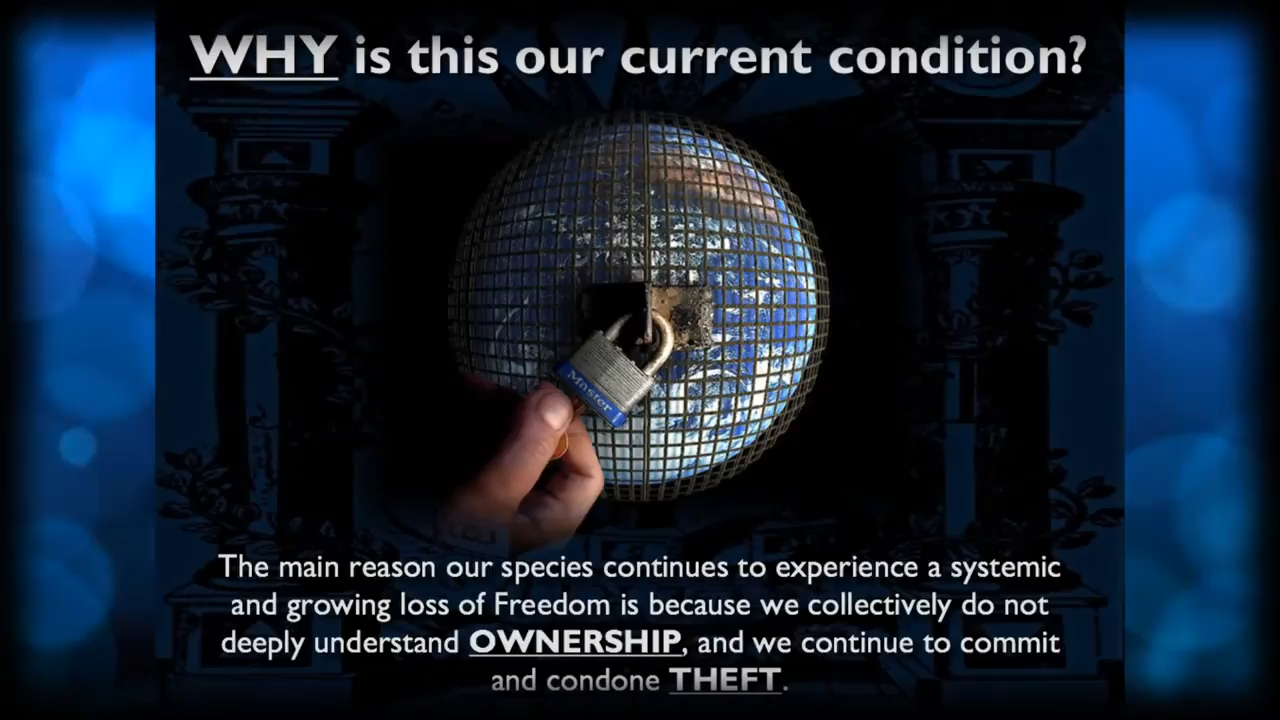 WHY is this our current condition?
Master
The main reason our species continues to experience a systemic
and growing loss of Freedom is because we collectively do not
deeply understand OWNERSHIP, and we continue to commit
and condone THEFT.